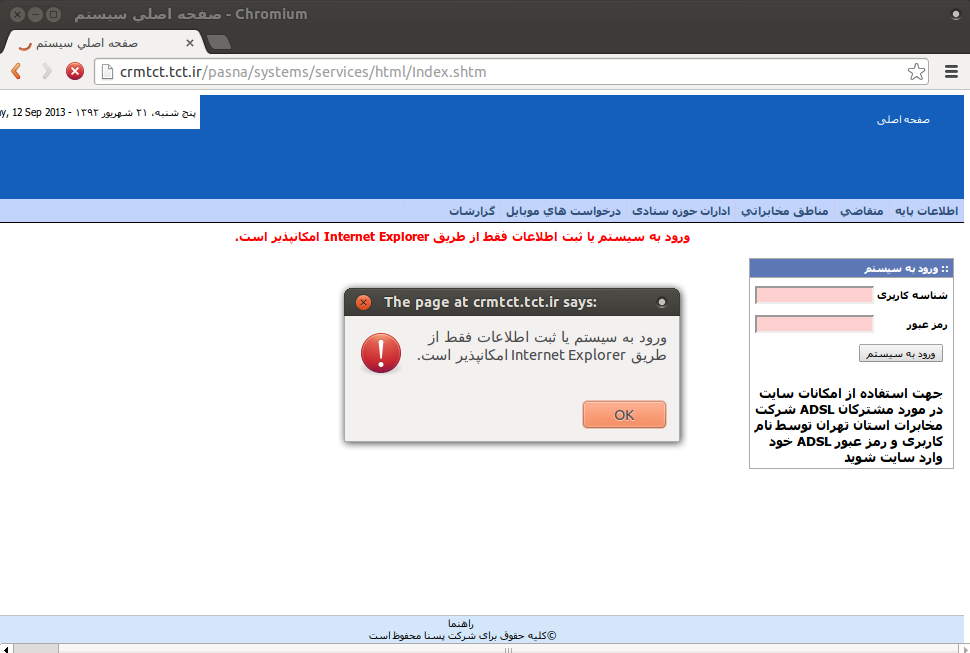 صفحه اصلي سيستم - Chromium
صفحه اصلي سيستم
crmtct.tct.ir/pasna/systems/services/html/Index.shtm
پنج شنبه، ۲۱ شهریور ۱۳۹۲ - 12 Sep 2013
صفحه اصلی
اطلاعات پایه متقاضي مناطق مخابراتي ادارات حوزه ستادی درخواست هاي موبایل گزارشات
ورود به سیستم یا ثبت اطلاعات فقط از طریق Internet Explorer امکانپذیر است.
:: ورود به سیستم
شناسه کاربری
رمز عبور
ورود به سیستم
جهت استفاده از امکانات سایت
در مورد مشترکان ADSL شرکت
مخابرات استان تهران توسط نام
کاربری و رمز عبور ADSL خود
وارد سایت شوید
The page at crmtct.tct.ir says:
ورود به سیستم یا ثبت اطلاعات فقط از
طریق Internet Explorer امکانپذیر است.
OK
راهنما
©کلیه حقوق برای شرکت پسنا محفوظ است